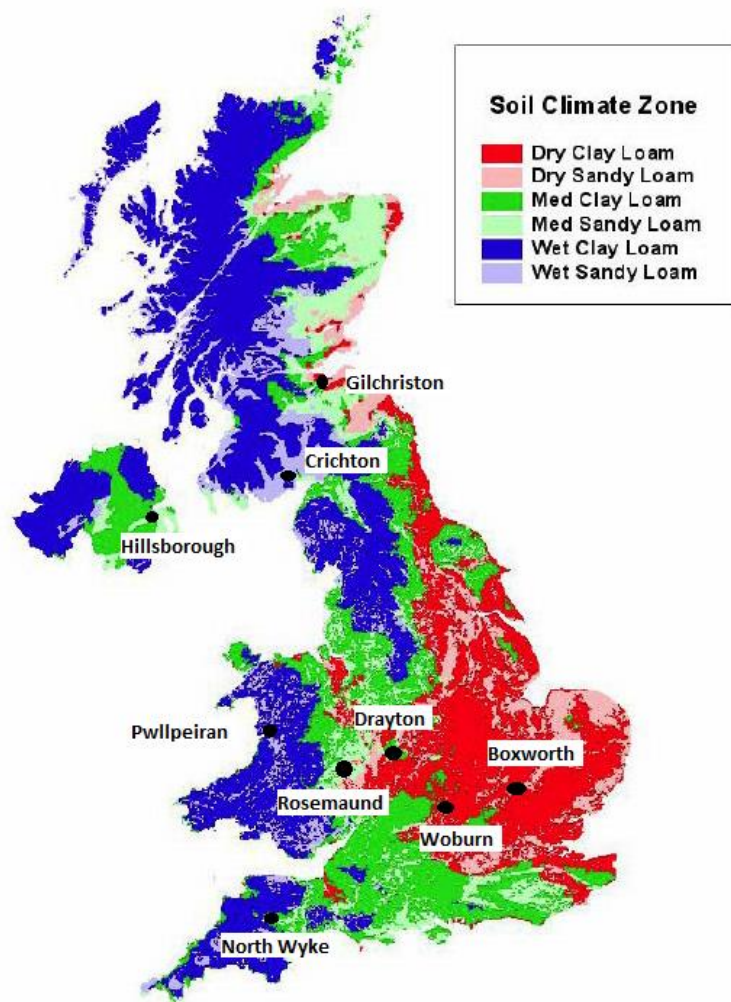 Soil Climate Zone
Dry Clay Loam
Dry Sandy Loam
Med Clay Loam
Med Sandy Loam
Wet Clay Loam
Wet Sandy Loam
Gilchriston
Crichton
Hillsborough
Pwllpeiran
Drayton
Boxworth
Rosemaund
Woburn
North Wyke